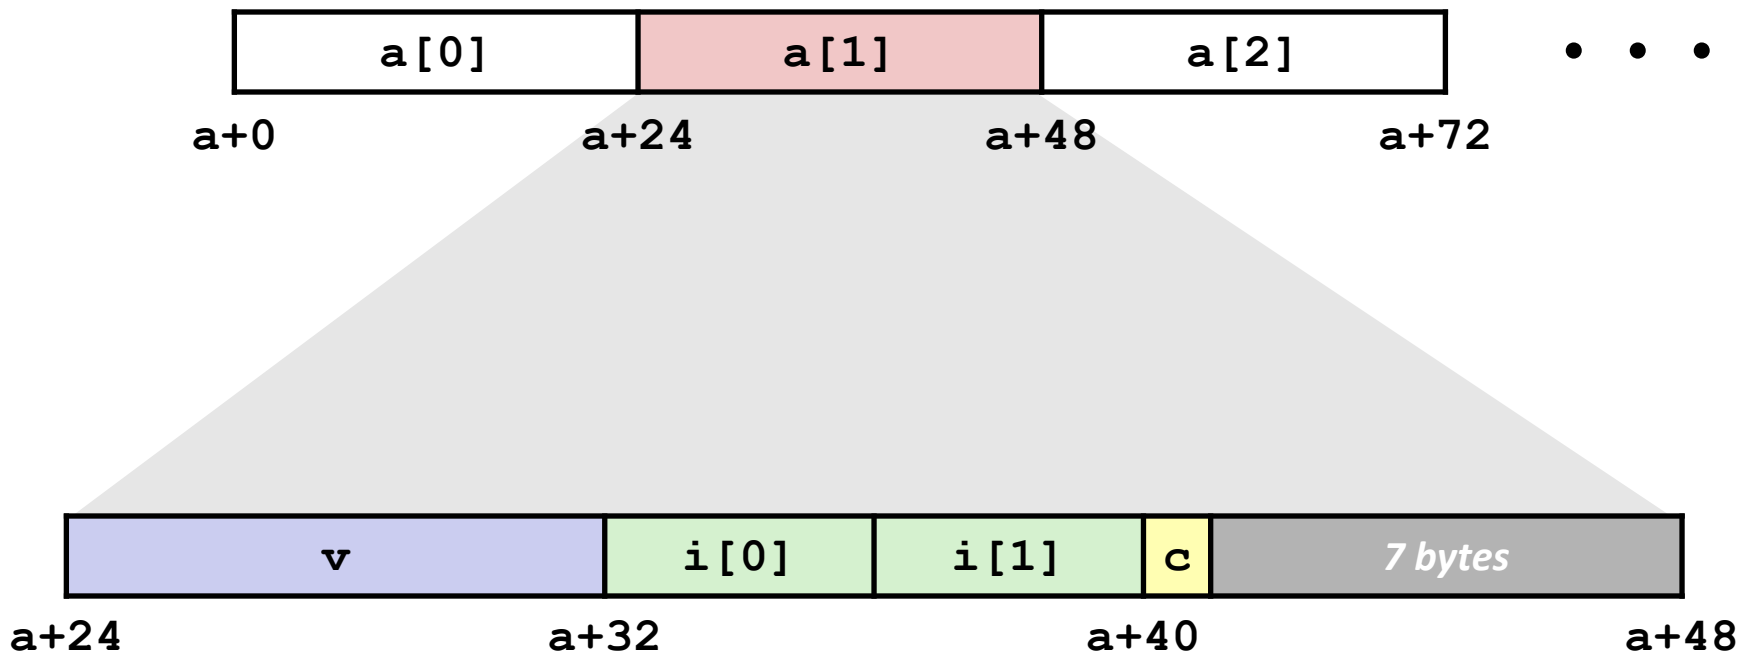 a[0] a[1] a[2] • • •
a+0 a+24 a+48 a+72
v i[0] i[1] c 7 bytes
a+24 a+32 a+40 a+48